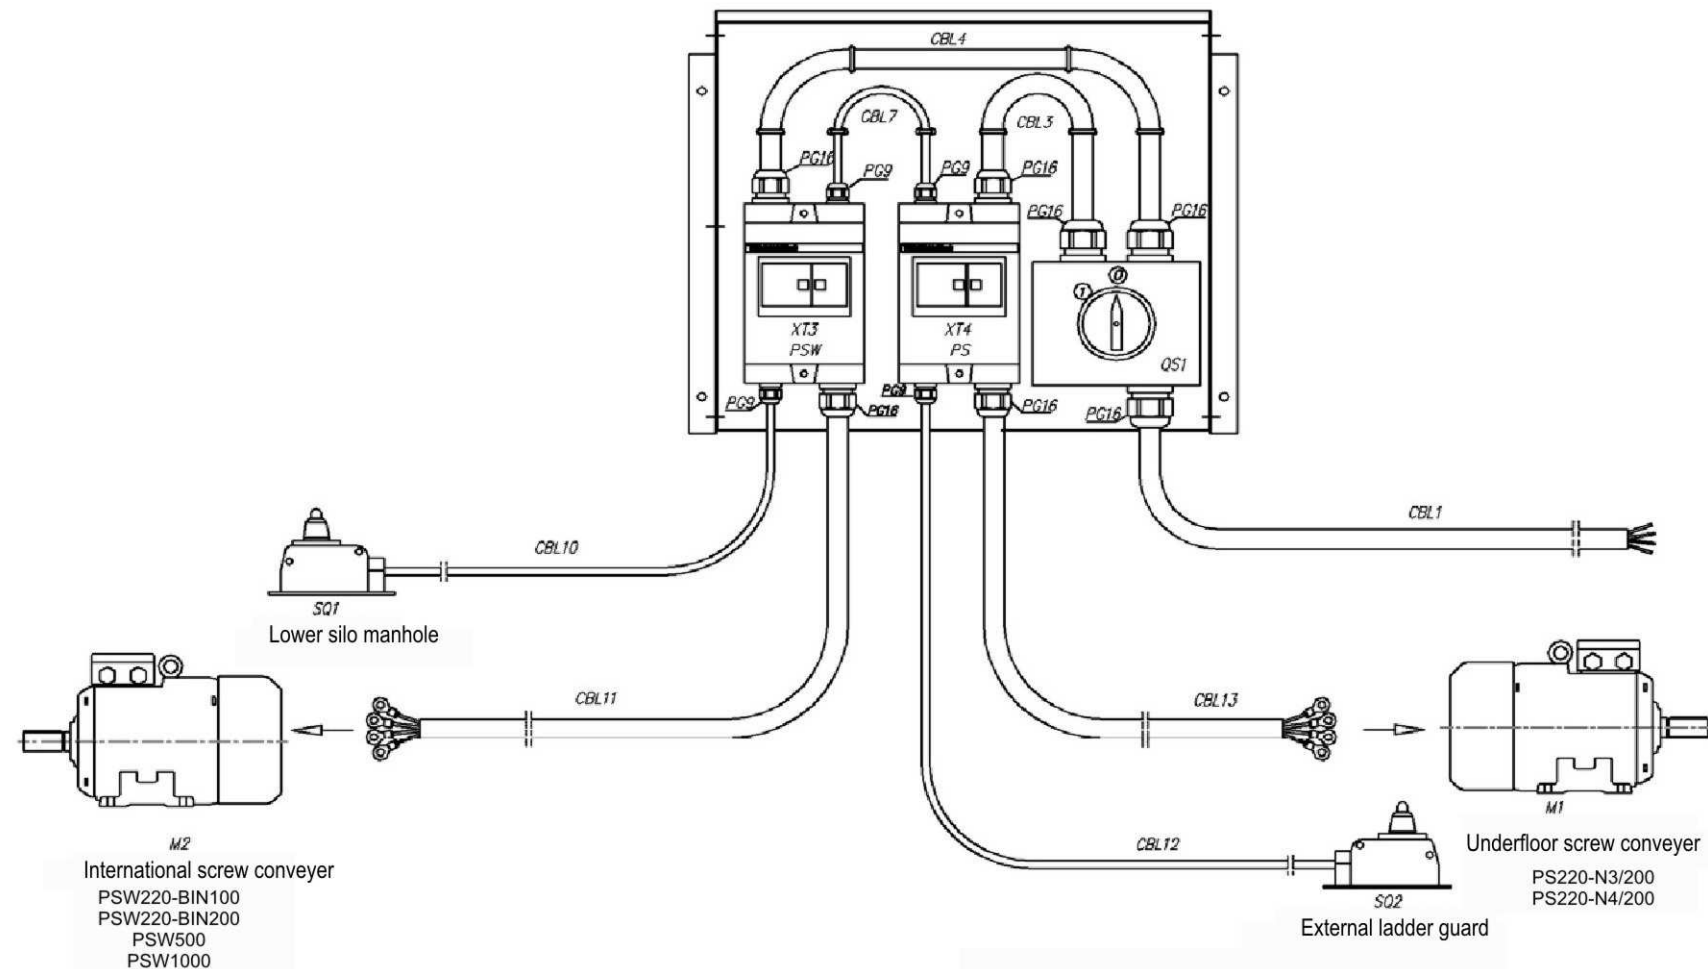 CBL4
CBL7
CBL3
PG16
PG9
PG9
PG16
PG16
PG16
0
1
XT3
PSW
XT4
PS
QS1
PG9
PG16
PG9
PG16
PG16
CBL1
CBL10
SQ1
Lower silo manhole
CBL11
CBL13
M2
International screw conveyer
PSW220-BIN100
PSW220-BIN200
PSW500
PSW1000
M1
Underfloor screw conveyer
PS220-N3/200
PS220-N4/200
CBL12
SQ2
External ladder guard